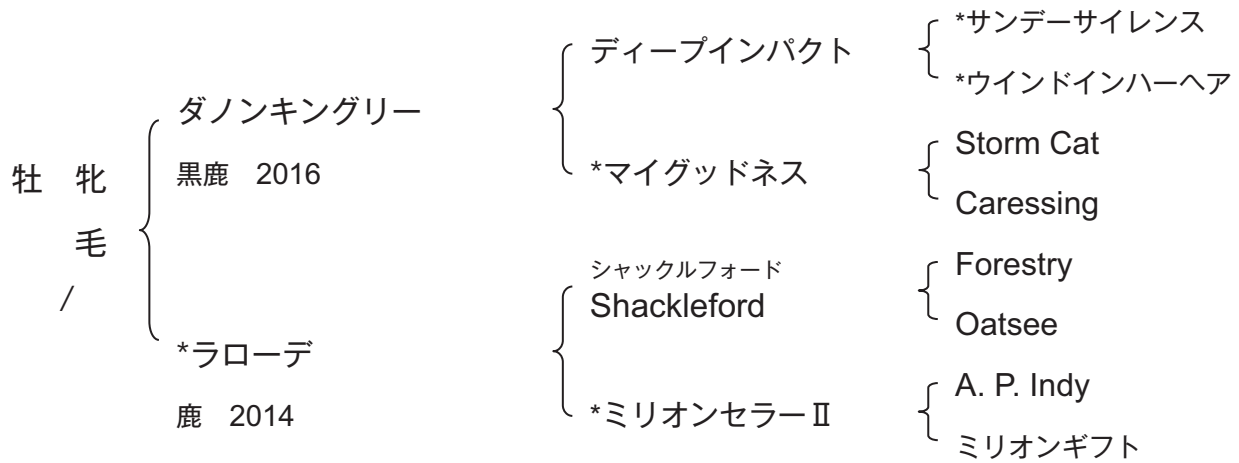 牡 牝
毛
/
ダノンキングリー
黒鹿 2016
*ラローデ
鹿 2014
ディープインパクト
*マイグッドネス
シャックルフォード
Shackleford
*ミリオンセラーⅡ
*サンデーサイレンス
*ウインドインハーヘア
Storm Cat
Caressing
Forestry
Oatsee
A. P. Indy
ミリオンギフト